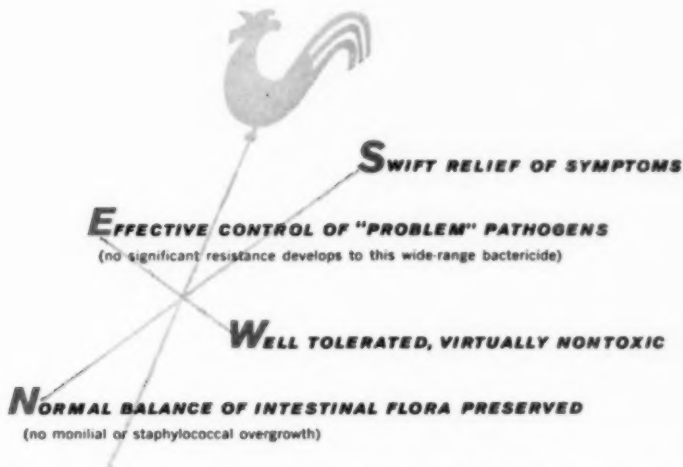 SWIFT RELIEF OF SYMPTOMS
EFFECTIVE CONTROL OF "PROBLEM" PATHOGENS
(no significant resistance develops to this wide-range bactericide)
WELL TOLERATED, VIRTUALLY NONTOXIC
NORMAL BALANCE OF INTESTINAL FLORA PRESERVED
(no monilial or staphylococcal overgrowth)